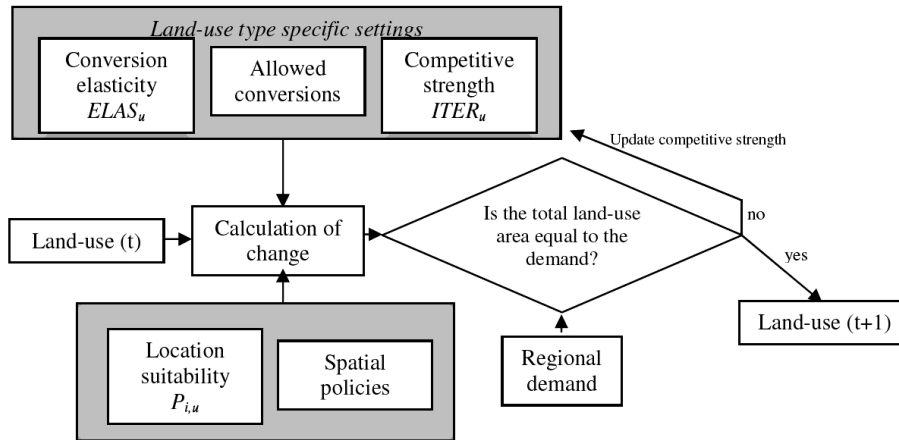 Land-use type specific settings
Conversion
elasticity
ELASu
Allowed
conversions
Competitive
strength
ITERu
Update competitive strength
Land-use (t)
Calculation of
change
Is the total land-use
area equal to the
demand?
no
yes
Land-use (t+1)
Location
suitability
Pi,u
Spatial
policies
Regional
demand